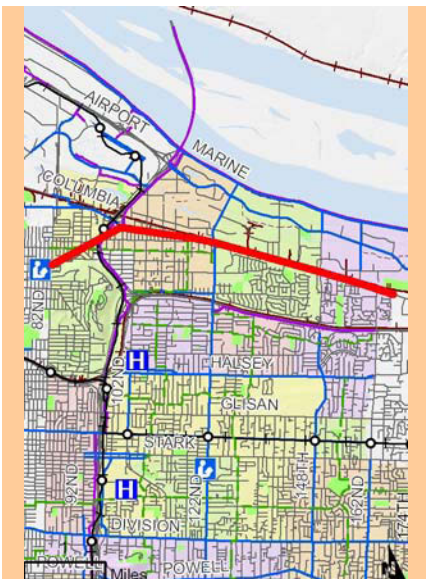 AIRPORT
MARINE
COLUMBIA
82ND
102ND
H
HALSEY
GLISAN
STARK
92ND
122ND
148TH
162ND
174TH
H
DIVISION
POWELL
POWELL
Miles